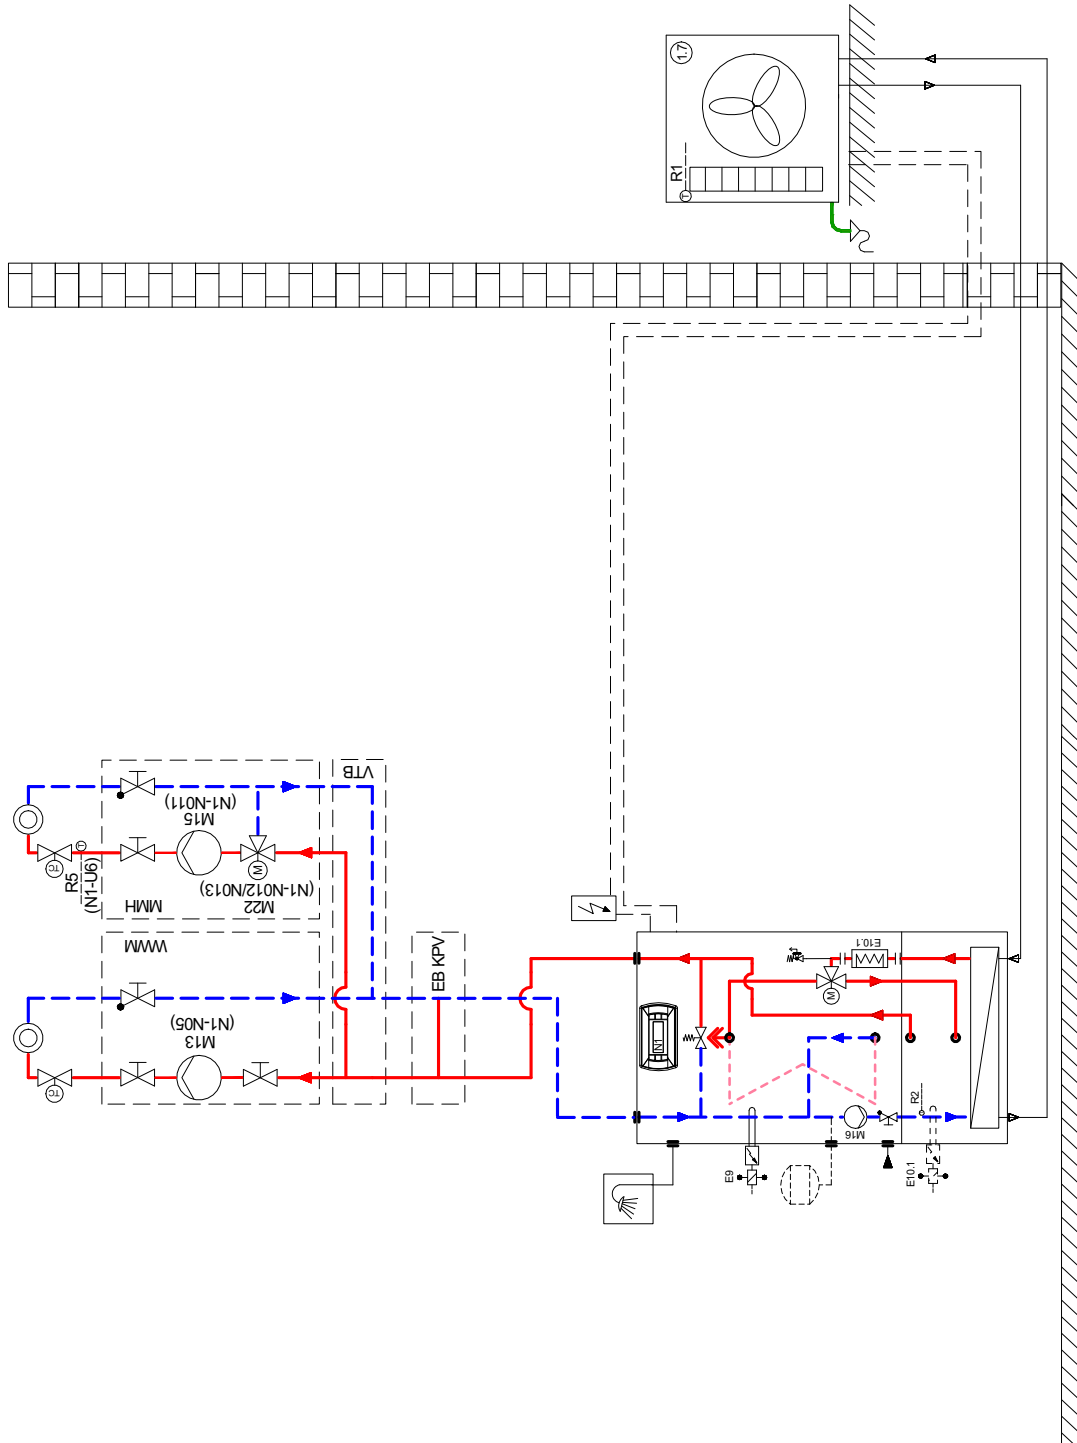 1.7
R1
T
VTB
(N1-N011)
M15
M
M22
(N1-N012/N013)
TC
R5
T
(N1-U6)
MMH
WWM
(N1-N05)
M13
TC
EB KPV
E10.1
M
N1
R2
M16
E9
E10.1